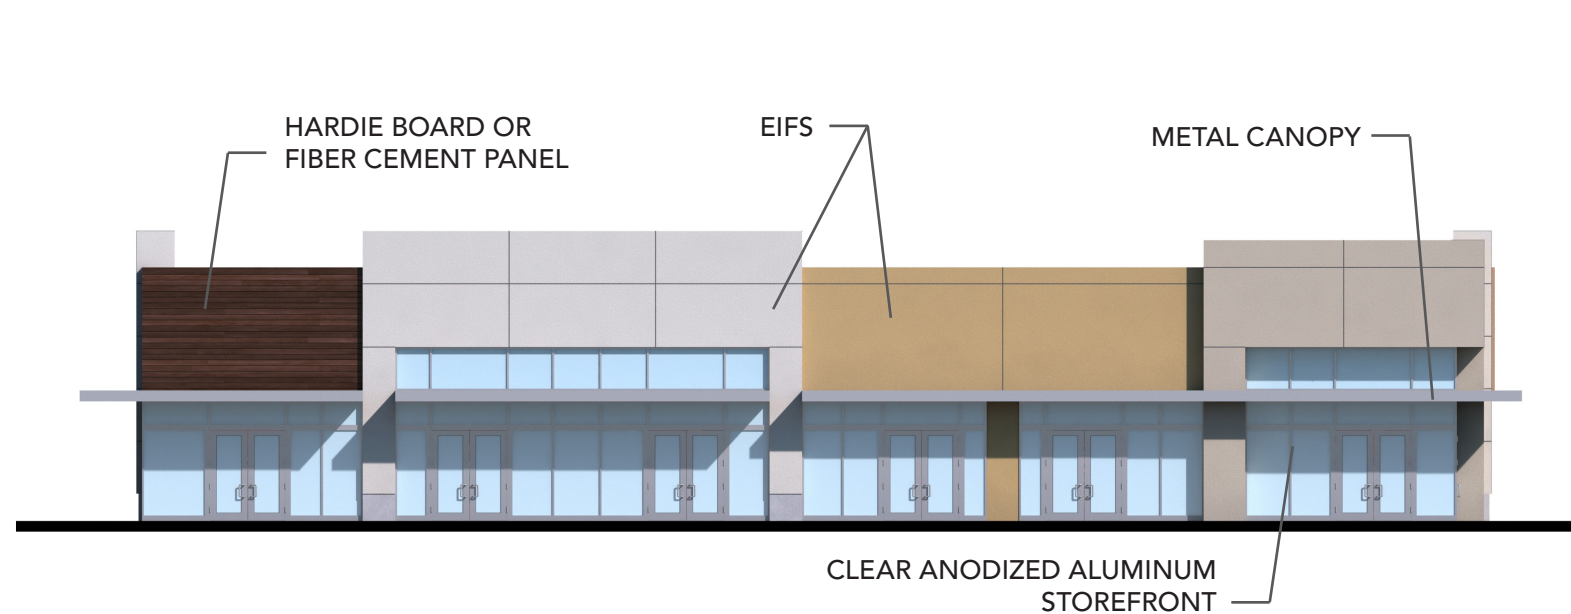 HARDIE BOARD OR
FIBER CEMENT PANEL
EIFS
METAL CANOPY
CLEAR ANODIZED ALUMINUM
STOREFRONT